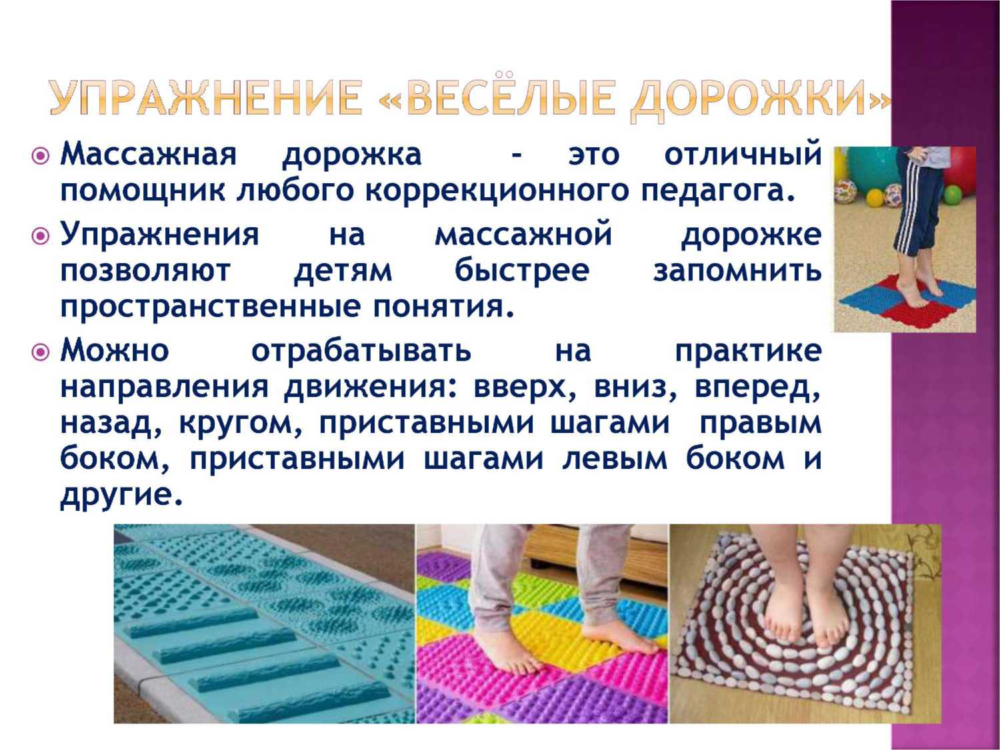 УПРАЖНЕНИЕ «ВЕСЁЛЫЕ ДОРОЖКИ»
Массажная дорожка - это отличный
помощник любого коррекционного педагога.
Упражнения на массажной дорожке
позволяют детям быстрее запомнить
пространственные понятия.
Можно отрабатывать на практике
направления движения: вверх, вниз, вперед,
назад, кругом, приставными шагами правым
боком, приставными шагами левым боком и
другие.